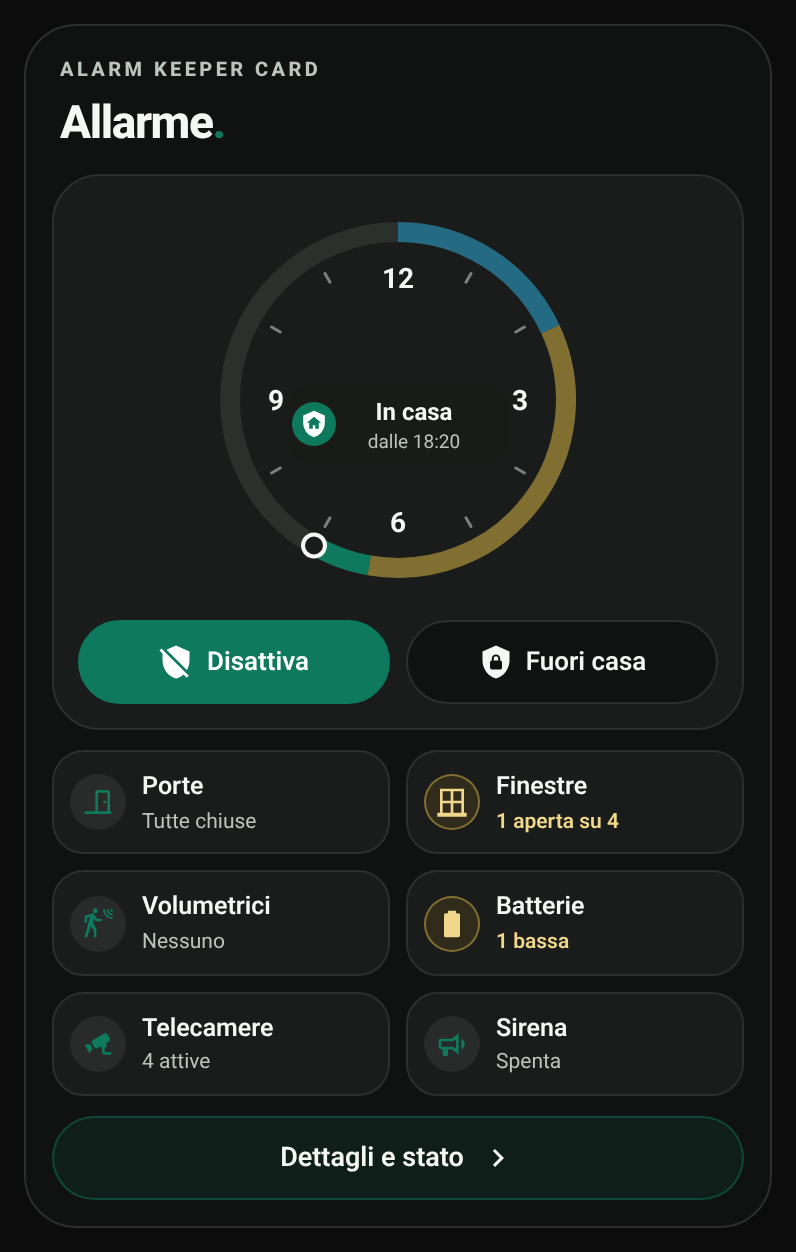 ALARM KEEPER CARD
Allarme.
12
9
3
In casa
dalle 18:20
6
Disattiva
Fuori casa
Porte
Tutte chiuse
Finestre
1 aperta su 4
Volumetrici
Nessuno
Batterie
1 bassa
Telecamere
4 attive
Sirena
Spenta
Dettagli e stato